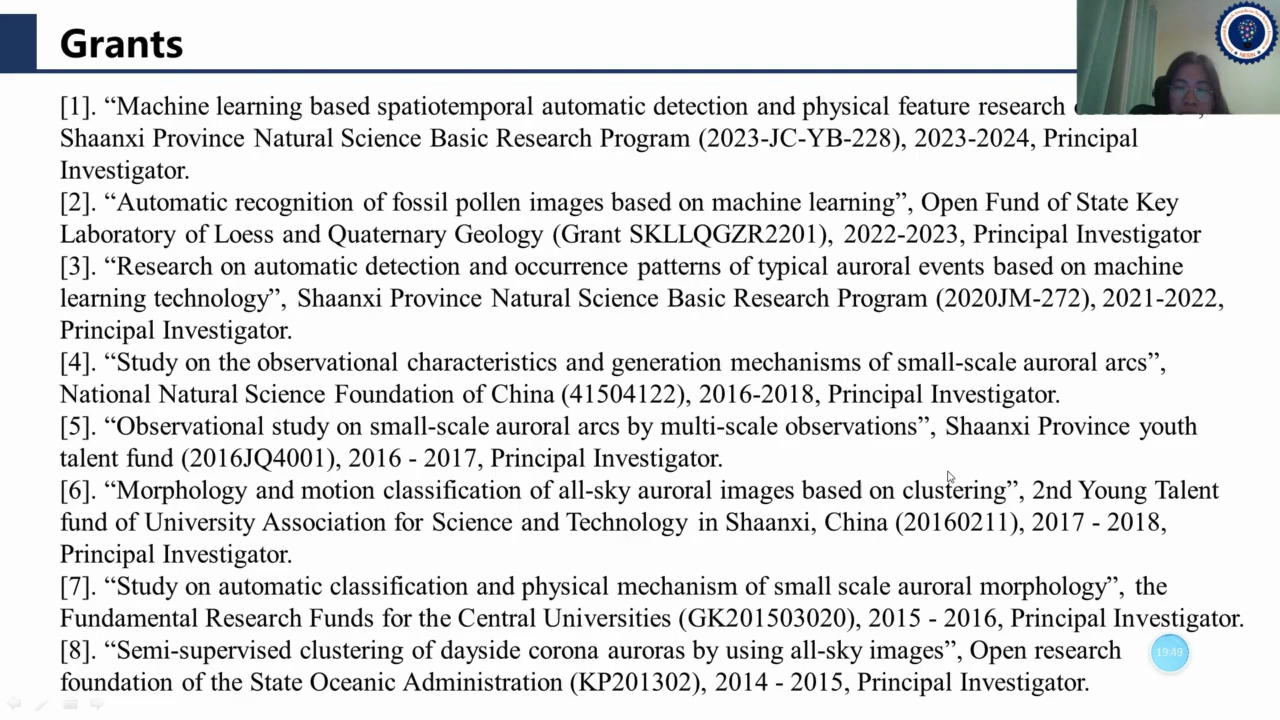 Grants
[1]. “Machine learning based spatiotemporal automatic detection and physical feature research
Shaanxi Province Natural Science Basic Research Program (2023-JC-YB-228), 2023-2024, Principal
Investigator.
[2]. “Automatic recognition of fossil pollen images based on machine learning”, Open Fund of State Key
Laboratory of Loess and Quaternary Geology (Grant SKLLQGZR2201), 2022-2023, Principal Investigator
[3]. “Research on automatic detection and occurrence patterns of typical auroral events based on machine
learning technology”, Shaanxi Province Natural Science Basic Research Program (2020JM-272), 2021-2022,
Principal Investigator.
[4]. “Study on the observational characteristics and generation mechanisms of small-scale auroral arcs”,
National Natural Science Foundation of China (41504122), 2016-2018, Principal Investigator.
[5]. “Observational study on small-scale auroral arcs by multi-scale observations”, Shaanxi Province youth
talent fund (2016JQ4001), 2016 - 2017, Principal Investigator.
[6]. “Morphology and motion classification of all-sky auroral images based on clustering”, 2nd Young Talent
fund of University Association for Science and Technology in Shaanxi, China (20160211), 2017 - 2018,
Principal Investigator.
[7]. “Study on automatic classification and physical mechanism of small scale auroral morphology”, the
Fundamental Research Funds for the Central Universities (GK201503020), 2015 - 2016, Principal Investigator.
[8]. “Semi-supervised clustering of dayside corona auroras by using all-sky images”, Open research
foundation of the State Oceanic Administration (KP201302), 2014 - 2015, Principal Investigator.
19:49